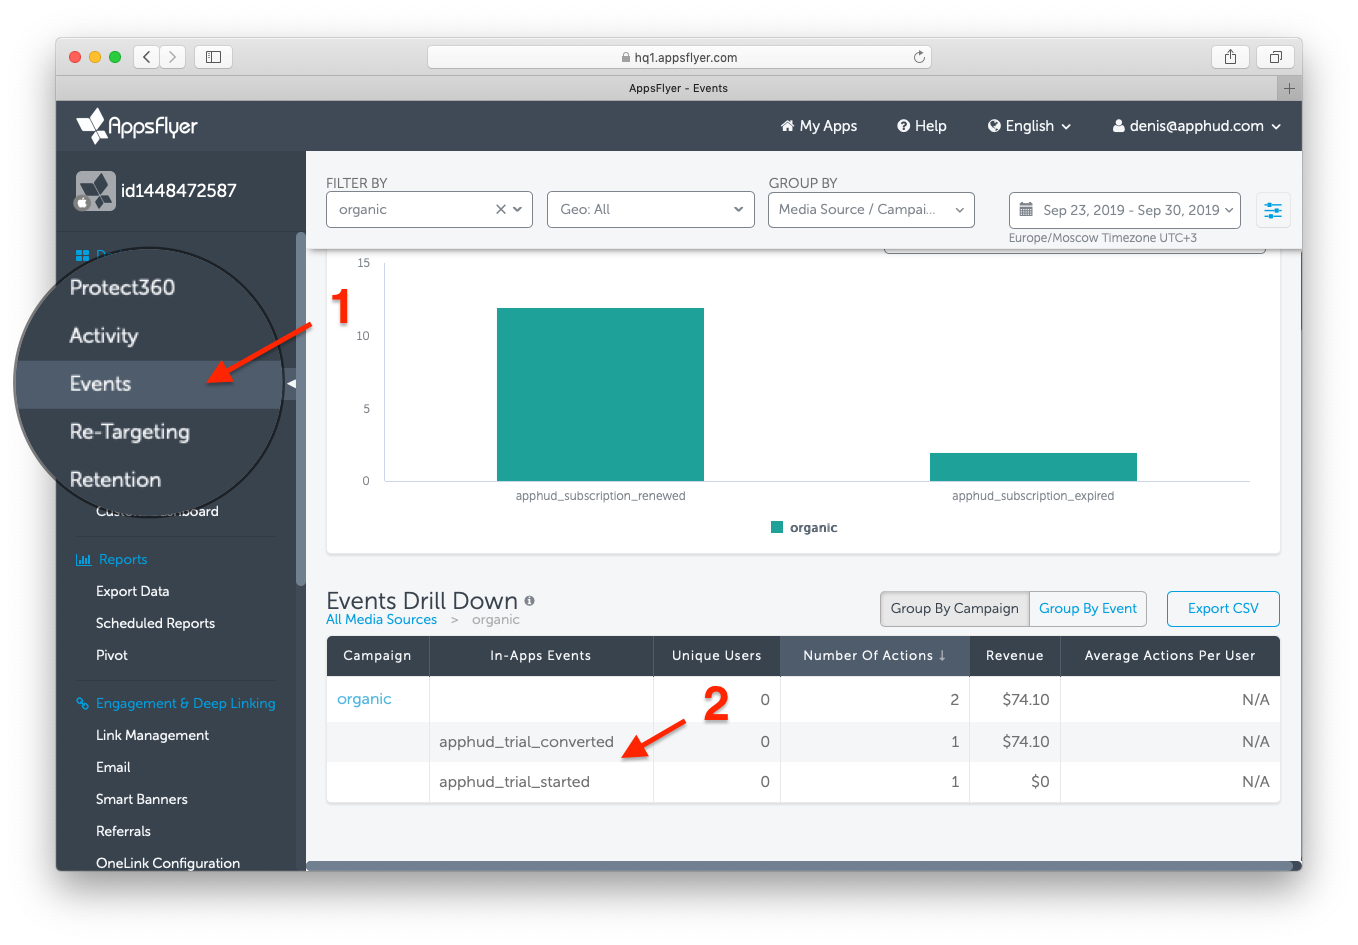 hq1.appsflyer.com
AppsFlyer - Events
AppsFlyer
My Apps
Help
English
denis@apphud.com
id1448472587
FILTER BY
organic
Geo: All
GROUP BY
Media Source / Campai...
Sep 23, 2019 - Sep 30, 2019
Europe/Moscow Timezone UTC+3
Protect360
Activity
Events
Re-Targeting
Retention
1
Reports
Export Data
Scheduled Reports
Pivot
Engagement & Deep Linking
Link Management
Email
Smart Banners
Referrals
OneLink Configuration
15
10
5
0
apphud_subscription_renewed
apphud_subscription_expired
organic
Events Drill Down
All Media Sources > organic
Group By Campaign
Group By Event
Export CSV
Campaign In-Apps Events Unique Users Number Of Actions ↓ Revenue Average Actions Per User
organic 0 2 $74.10 N/A
2
apphud_trial_converted 0 1 $74.10 N/A
apphud_trial_started 0 1 $0 N/A